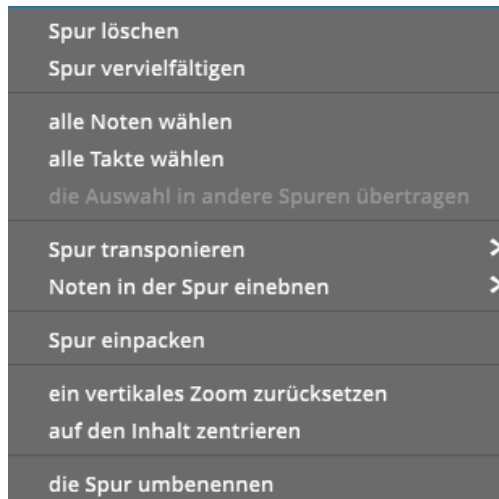 Spur löschen
Spur vervielfältigen
alle Noten wählen
alle Takte wählen
die Auswahl in andere Spuren übertragen
Spur transponieren
Noten in der Spur einebnen
Spur einpacken
ein vertikales Zoom zurücksetzen
auf den Inhalt zentrieren
die Spur umbenennen